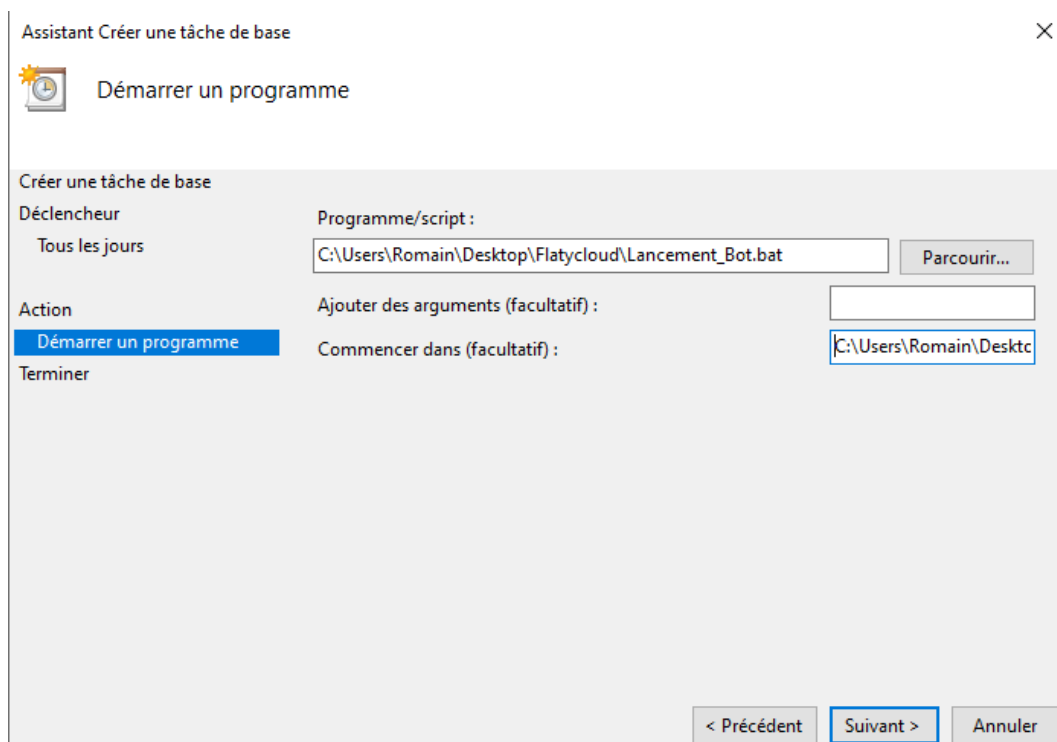 Assistant Créer une tâche de base
Démarrer un programme
Créer une tâche de base
Déclencheur
Tous les jours
Action
Démarrer un programme
Terminer
Programme/script :
C:\Users\Romain\Desktop\Flatycloud\Lancement_Bot.bat
Parcourir...
Ajouter des arguments (facultatif) :
Commencer dans (facultatif) :
C:\Users\Romain\Desktc
< Précédent
Suivant >
Annuler